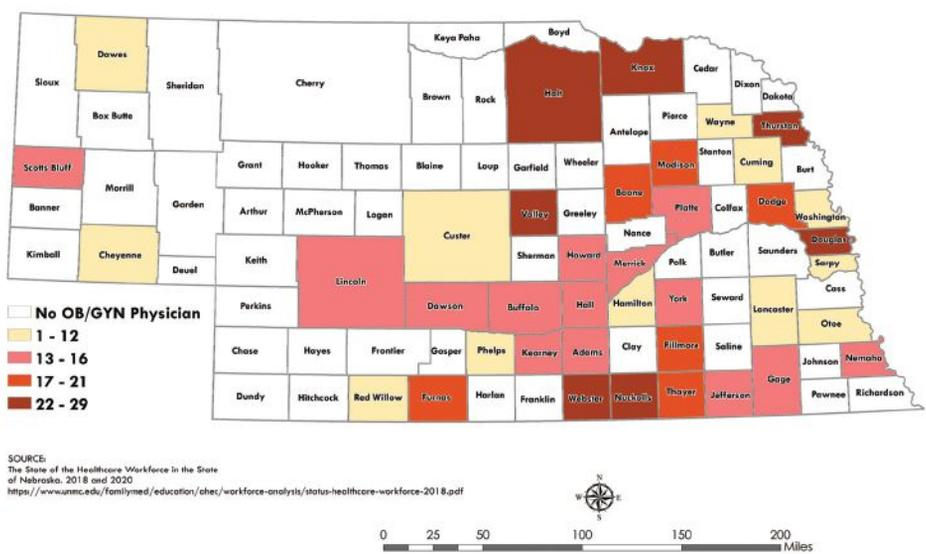 Boyd
Keya Paha
Knox
Dawes
Cedar
Sioux
Sheridan
Cherry
Holt
Dixon
Brown
Rock
Dakota
Box Butte
Pierce
Wayne
Thurston
Antelope
Stanton
Scotts Bluff
Grant
Hooker
Thomas
Blaine
Loup
Garfield
Wheeler
Madison
Cuming
Burt
Morrill
Boone
Banner
Garden
Arthur
McPherson
Logan
Valley
Greeley
Platte
Colfax
Dodge
Washington
Custer
Nance
Douglas
Kimball
Cheyenne
Keith
Sherman
Howard
Merrick
Polk
Butler
Saunders
Sarpy
Deuel
Lincoln
Cass
Perkins
Dawson
Buffalo
Hall
Hamilton
York
Seward
Lancaster
Otoe
No OB/GYN Physician
1 - 12
13 - 16
17 - 21
22 - 29
Chase
Hayes
Frontier
Gosper
Phelps
Kearney
Adams
Clay
Fillmore
Saline
Johnson
Nemaha
Gage
Dundy
Hitchcock
Red Willow
Furnas
Harlan
Franklin
Webster
Nuckolls
Thayer
Jefferson
Pawnee
Richardson
SOURCE:
The State of the Healthcare Workforce in the State
of Nebraska. 2018 and 2020
https://www.unmc.edu/familymed/education/ahec/workforce-analysis/status-healthcare-workforce-2018.pdf
N
W E
S
0 25 50 100 150 200
Miles